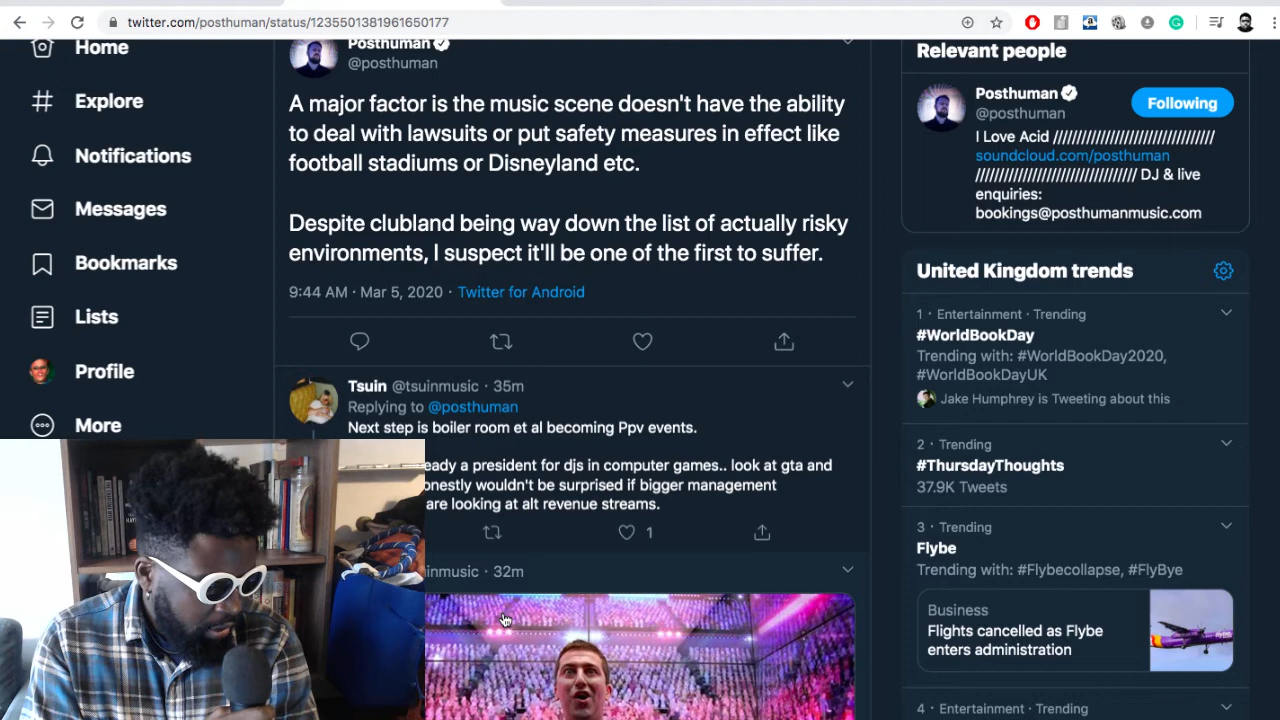 twitter.com/posthuman/status/1235501381961650177
Home
Explore
Notifications
Messages
Bookmarks
Lists
Profile
More
Posthuman
@posthuman
A major factor is the music scene doesn't have the ability
to deal with lawsuits or put safety measures in effect like
football stadiums or Disneyland etc.
Despite clubland being way down the list of actually risky
environments, I suspect it'll be one of the first to suffer.
9:44 AM · Mar 5, 2020 · Twitter for Android
Tsuin @tsuinmusic · 35m
Replying to @posthuman
Next step is boiler room et al becoming Ppv events.
eady a president for djs in computer games.. look at gta and
onestly wouldn't be surprised if bigger management
are looking at alt revenue streams.
1
inmusic · 32m
Relevant people
Posthuman
@posthuman
Following
I Love Acid ////////////////////////////////
soundcloud.com/posthuman
//////////////////////////////// DJ & live
enquiries:
bookings@posthumanmusic.com
United Kingdom trends
1 · Entertainment · Trending
#WorldBookDay
Trending with: #WorldBookDay2020,
#WorldBookDayUK
Jake Humphrey is Tweeting about this
2 · Trending
#ThursdayThoughts
37.9K Tweets
3 · Trending
Flybe
Trending with: #Flybecollapse, #FlyBye
Business
Flights cancelled as Flybe
enters administration
4 · Entertainment · Trending